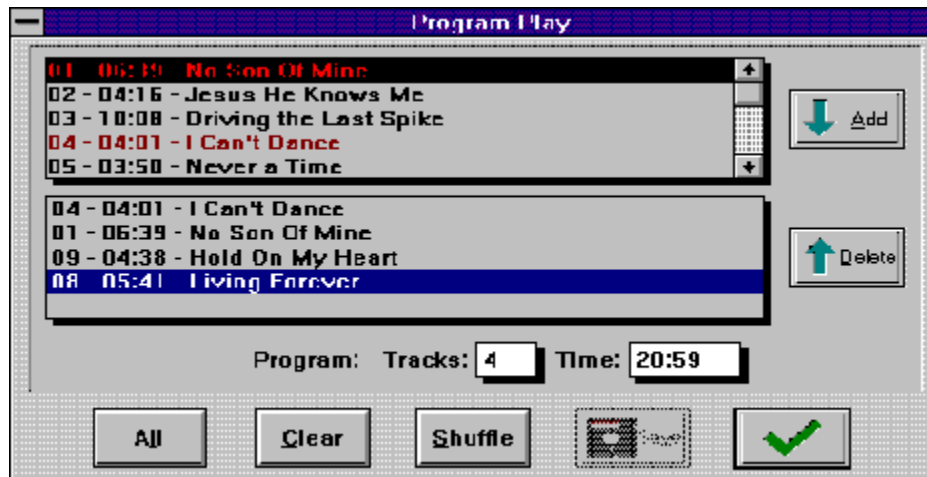 Program Play
01 - 06:39 - No Son Of Mine
02 - 04:16 - Jesus He Knows Me
03 - 10:08 - Driving the Last Spike
04 - 04:01 - I Can't Dance
05 - 03:50 - Never a Time
Add
04 - 04:01 - I Can't Dance
01 - 06:39 - No Son Of Mine
09 - 04:38 - Hold On My Heart
08 - 05:41 - Living Forever
Delete
Program: Tracks: 4 Time: 20:59
All Clear Shuffle Save